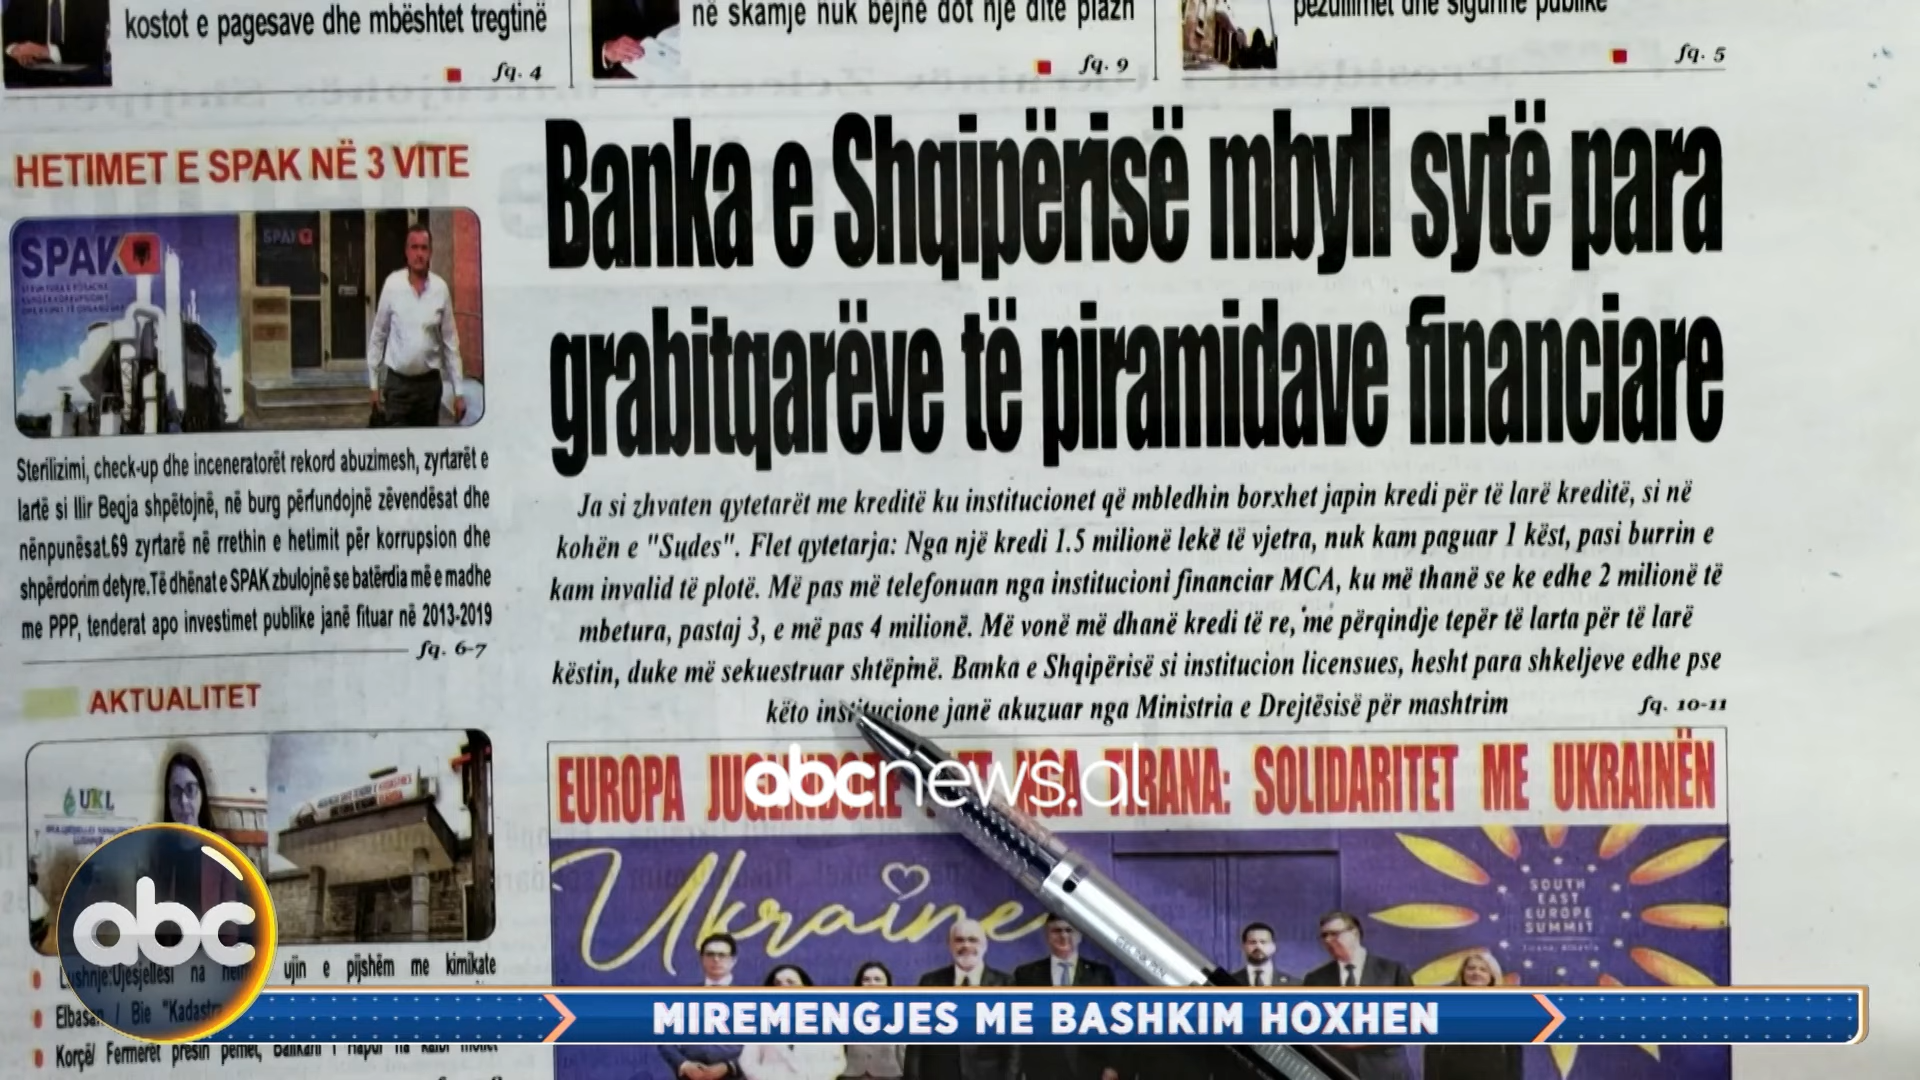 kostot e pagesave dhe mbështet tregtinë
fq. 4
në skamje nuk bëjnë dot një ditë plazh
fq. 9
pezullimet dhe sigurinë publike
fq. 5
HETIMET E SPAK NË 3 VITE
SPAK
SPAK
Sterilizimi, check-up dhe inceneratorët rekord abuzimesh, zyrtarët e
lartë si Ilir Beqja shpëtojnë, në burg përfundojnë zëvendësat dhe
nënpunësat.69 zyrtarë në rrethin e hetimit për korrupsion dhe
shpërdorim detyre.Të dhënat e SPAK zbulojnë se batërdia më e madhe
me PPP, tenderat apo investimet publike janë fituar në 2013-2019
fq. 6-7
AKTUALITET
UKL
Banka e Shqipërisë mbyll sytë para
grabitqarëve të piramidave financiare
Ja si zhvaten qytetarët me kreditë ku institucionet që mbledhin borxhet japin kredi për të larë kreditë, si në
kohën e "Sudes". Flet qytetarja: Nga një kredi 1.5 milionë lekë të vjetra, nuk kam paguar 1 këst, pasi burrin e
kam invalid të plotë. Më pas më telefonuan nga institucioni financiar MCA, ku më thanë se ke edhe 2 milionë të
mbetura, pastaj 3, e më pas 4 milionë. Më vonë më dhanë kredi të re, me përqindje tepër të larta për të larë
këstin, duke më sekuestruar shtëpinë. Banka e Shqipërisë si institucion licensues, hesht para shkeljeve edhe pse
këto institucione janë akuzuar nga Ministria e Drejtësisë për mashtrim
fq. 10-11
EUROPA NGA TIRANA: SOLIDARITET ME UKRAINËN
abcnews.al
Ukraine
SOUTH
EAST
EUROPE
SUMMIT
abc
Lushnje:Ujësjellësi na ujin e pijshëm me kimikate
Elbasan / Bie "Kadastra
Korçë/ Fermerët presin pemët,
MIREMENGJES ME BASHKIM HOXHEN